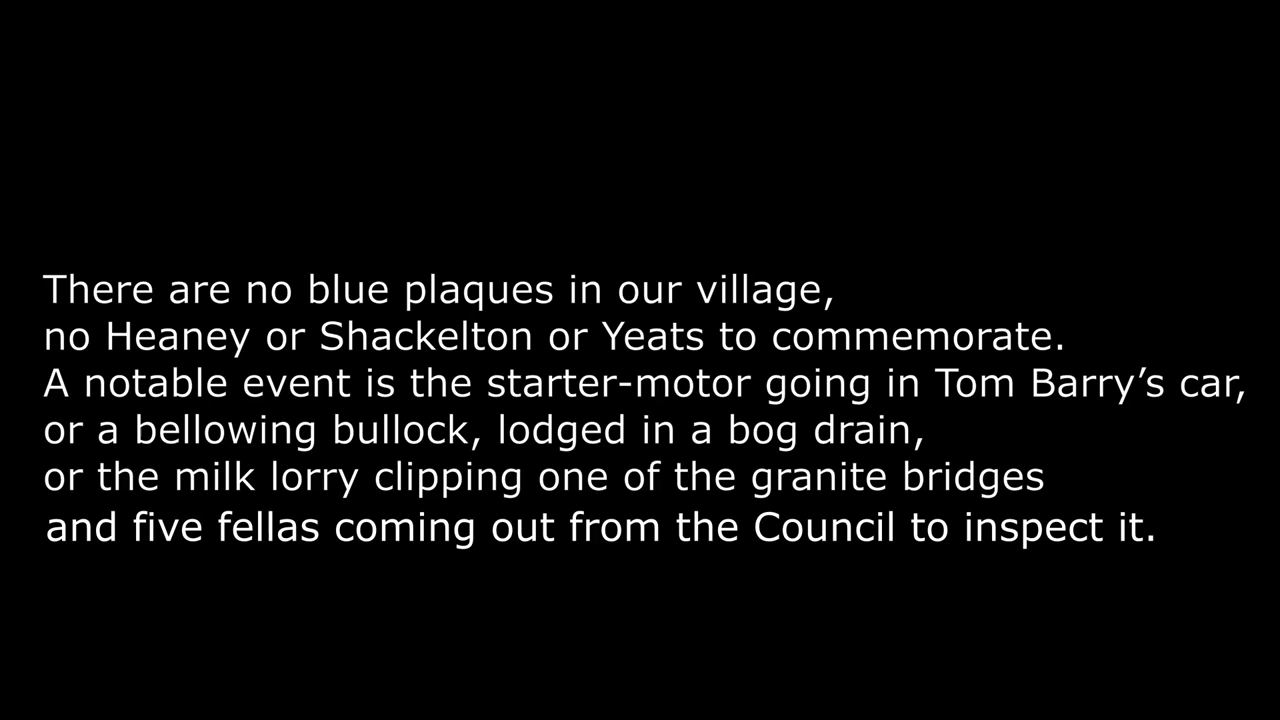 There are no blue plaques in our village,
no Heaney or Shackelton or Yeats to commemorate.
A notable event is the starter-motor going in Tom Barry’s car,
or a bellowing bullock, lodged in a bog drain,
or the milk lorry clipping one of the granite bridges
and five fellas coming out from the Council to inspect it.